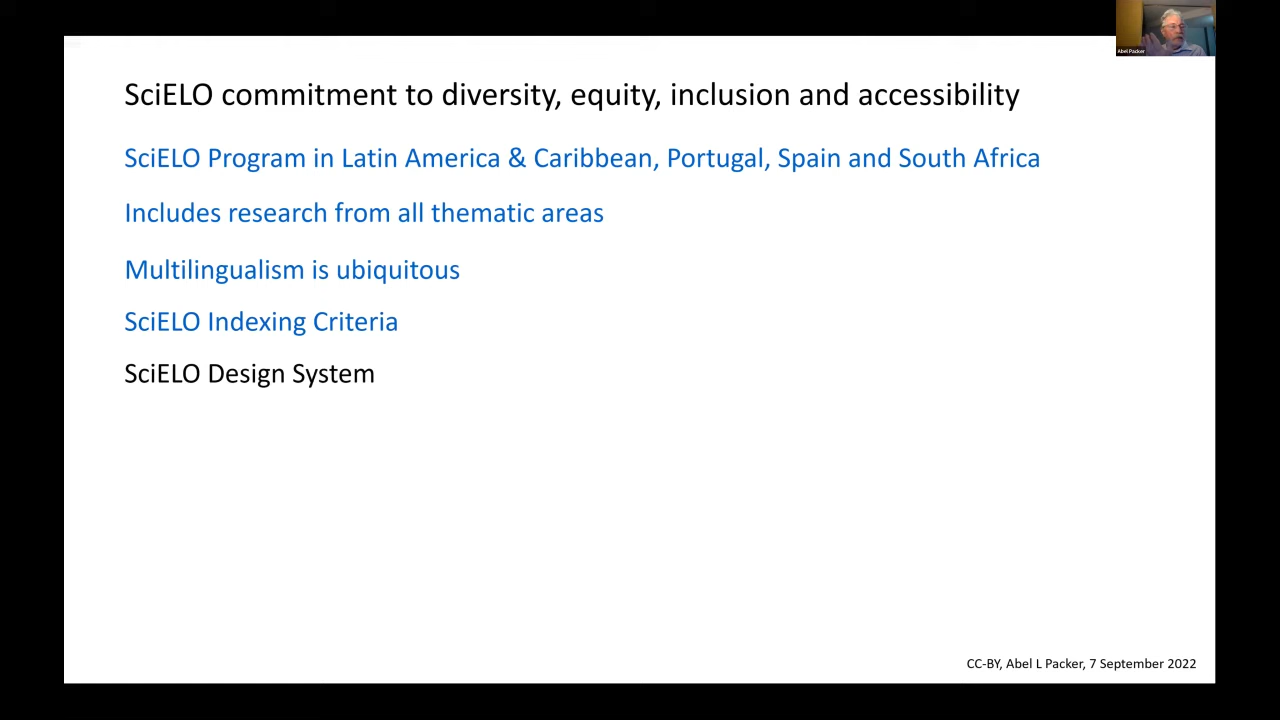 Abel Packer
SciELO commitment to diversity, equity, inclusion and accessibility
SciELO Program in Latin America & Caribbean, Portugal, Spain and South Africa
Includes research from all thematic areas
Multilingualism is ubiquitous
SciELO Indexing Criteria
SciELO Design System
CC-BY, Abel L Packer, 7 September 2022